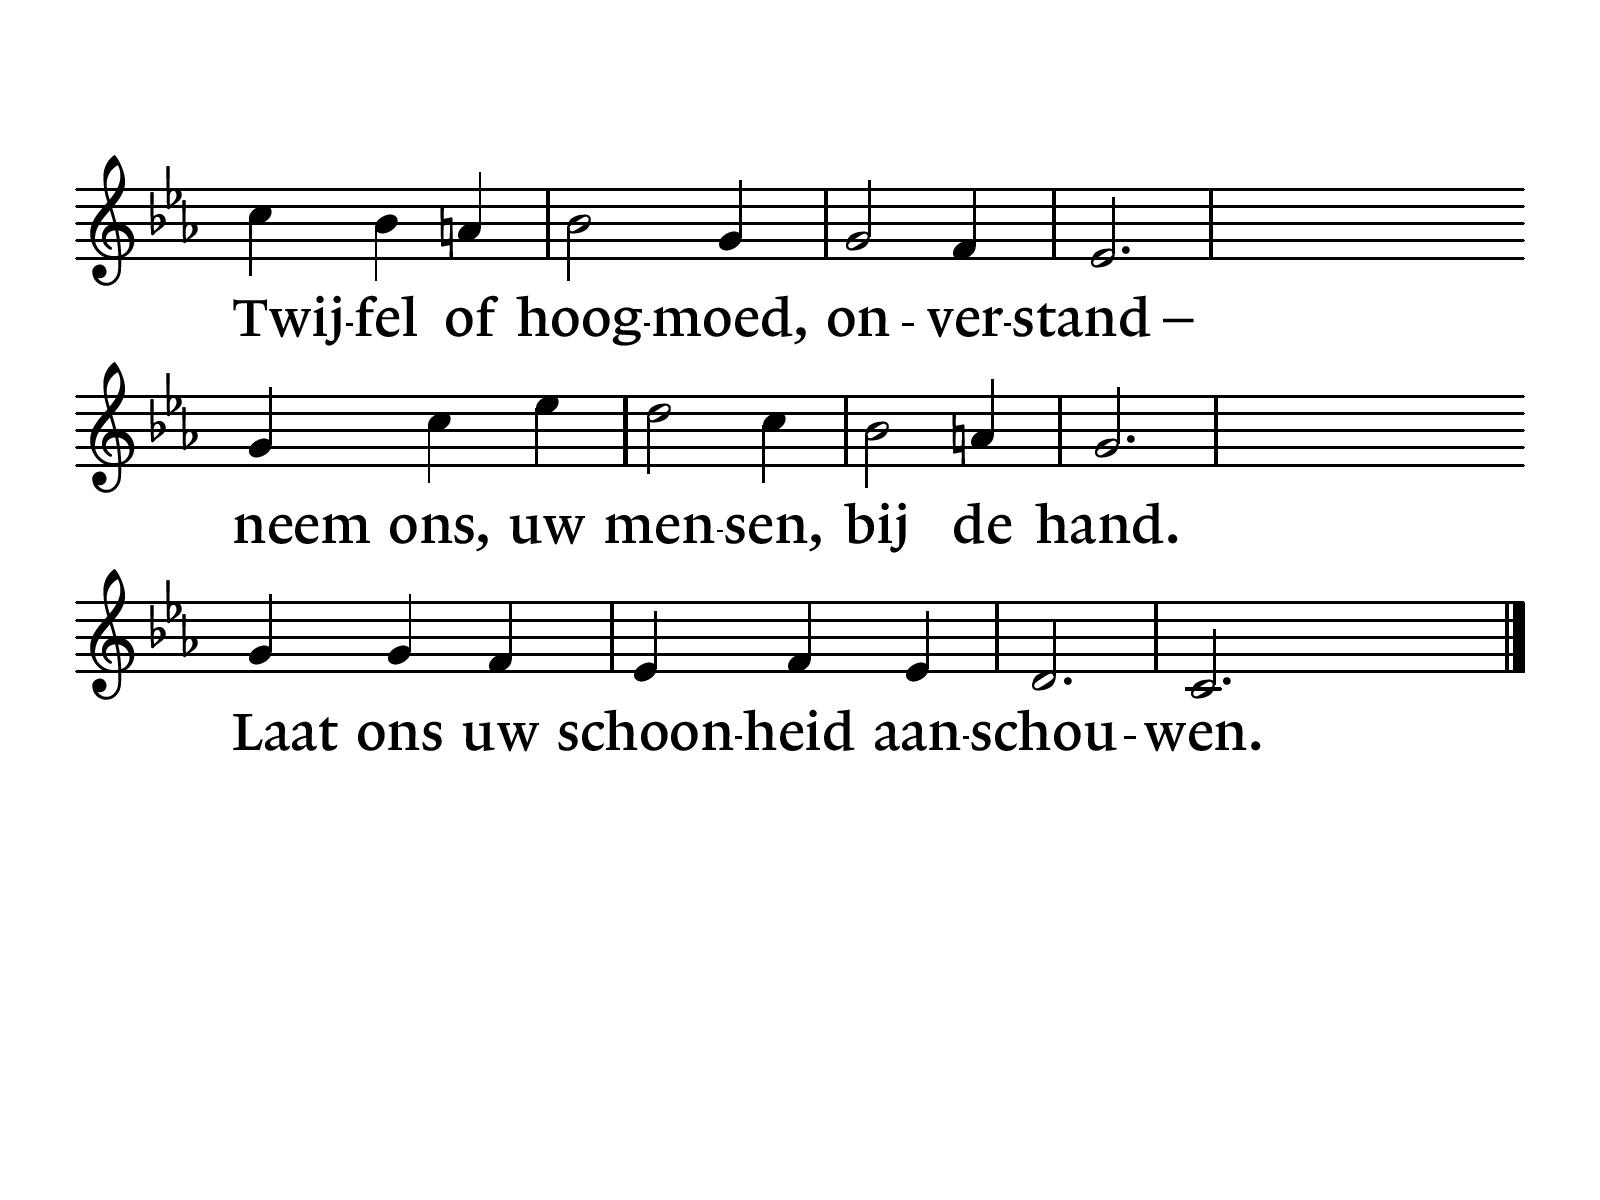 Twij-fel of hoog-moed, on - ver-stand –
neem ons, uw men-sen, bij de hand.
Laat ons uw schoon-heid aan-schou-wen.